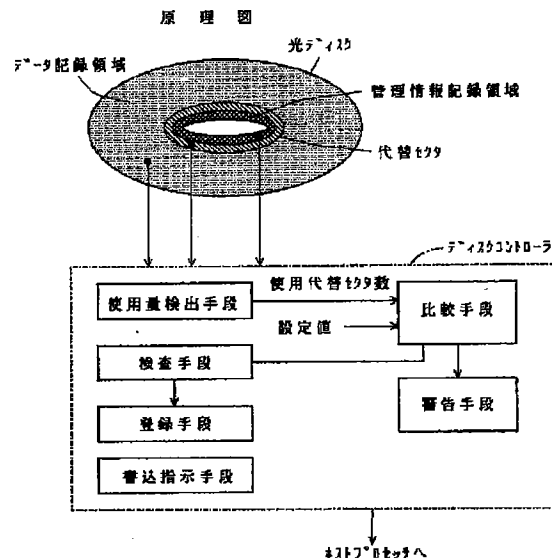 原理図
光ディスク
データ記録領域
管理情報記録領域
代替セクタ
ディスクコントローラ
使用代替セクタ数
使用量検出手段
比較手段
設定値
検査手段
警告手段
登録手段
書込指示手段
ホストプロセッサへ